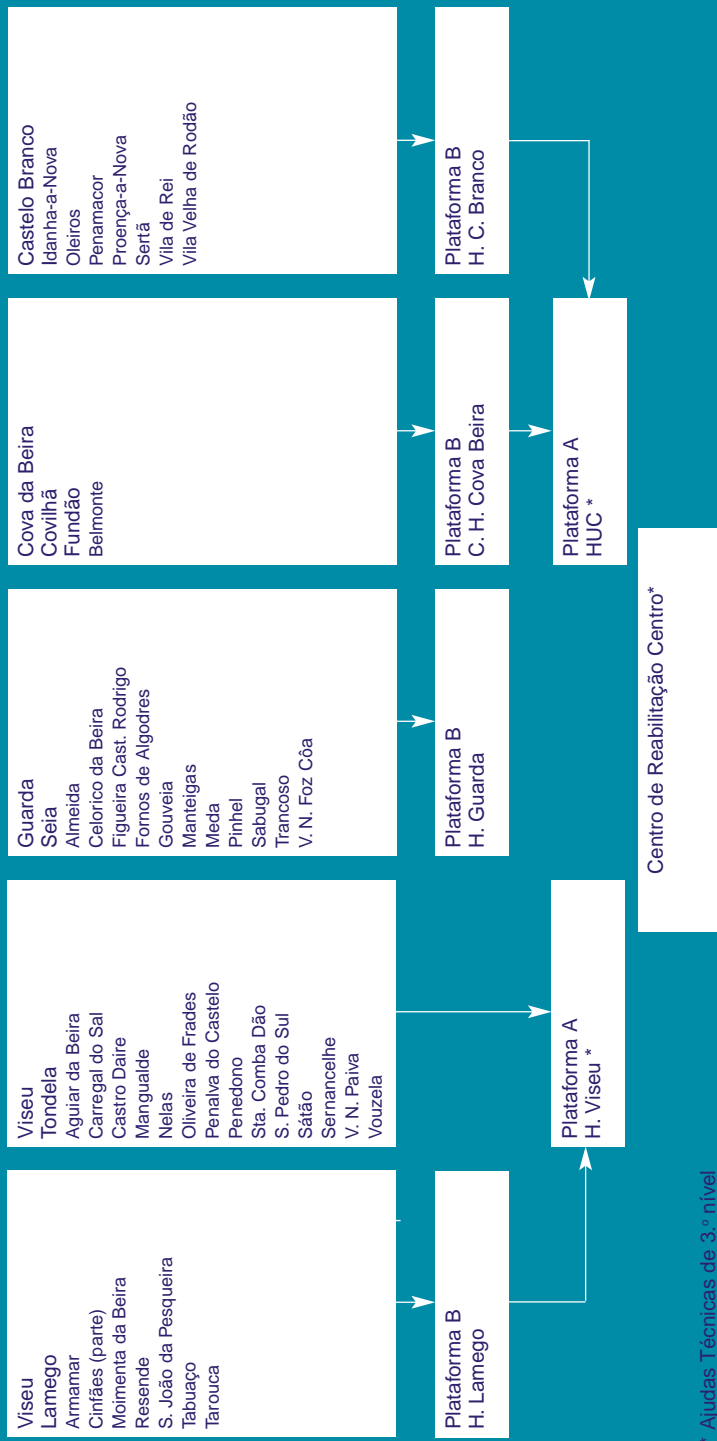 Viseu
Lamego
Armamar
Cinfães (parte)
Moimenta da Beira
Resende
S. João da Pesqueira
Tabuaço
Tarouca
Viseu
Tondela
Aguiar da Beira
Carregal do Sal
Castro Daire
Mangualde
Nelas
Oliveira de Frades
Penalva do Castelo
Penedono
Sta. Comba Dão
S. Pedro do Sul
Sátão
Sernancelhe
V. N. Paiva
Vouzela
Guarda
Seia
Almeida
Celorico da Beira
Figueira Cast. Rodrigo
Fornos de Algodres
Gouveia
Manteigas
Meda
Pinhel
Sabugal
Trancoso
V. N. Foz Côa
Cova da Beira
Covilhã
Fundão
Belmonte
Castelo Branco
Idanha-a-Nova
Oleiros
Penamacor
Proença-a-Nova
Sertã
Vila de Rei
Vila Velha de Rodão
Plataforma B
H. Lamego
Plataforma B
H. Guarda
Plataforma B
C. H. Cova Beira
Plataforma B
H. C. Branco
Plataforma A
H. Viseu *
Plataforma A
HUC *
Centro de Reabilitação Centro*
* Ajudas Técnicas de 3.º nível